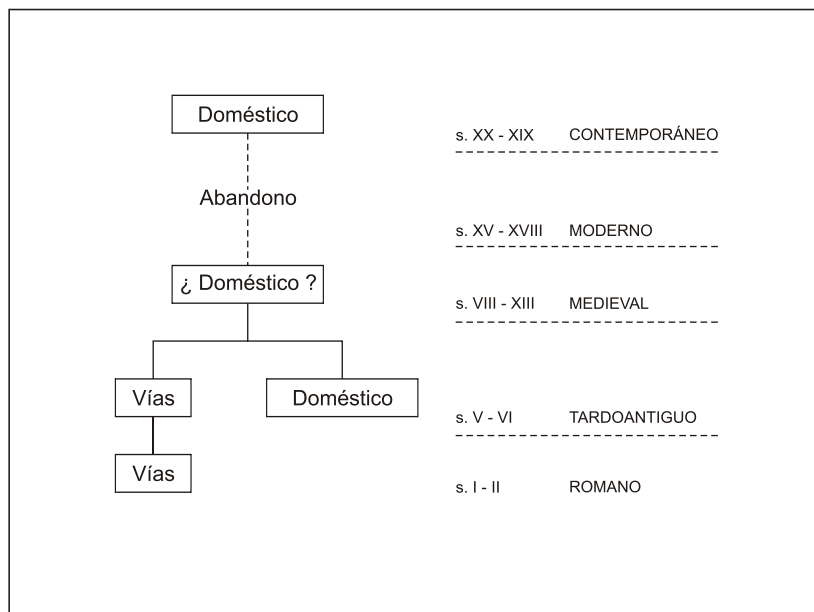 Doméstico
s. XX - XIX CONTEMPORÁNEO
Abandono
s. XV - XVIII MODERNO
¿ Doméstico ?
s. VIII - XIII MEDIEVAL
Vías
Doméstico
s. V - VI TARDOANTIGUO
Vías
s. I - II ROMANO